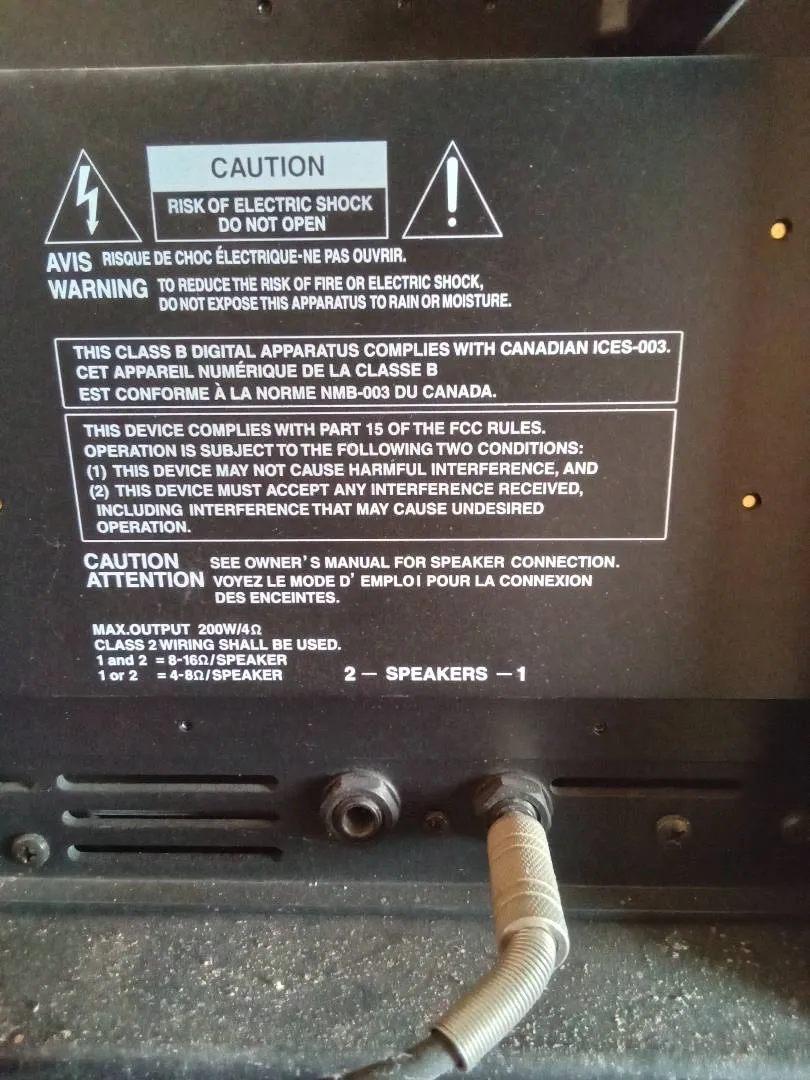 CAUTION
RISK OF ELECTRIC SHOCK
DO NOT OPEN
AVIS RISQUE DE CHOC ÉLECTRIQUE-NE PAS OUVRIR.
WARNING TO REDUCE THE RISK OF FIRE OR ELECTRIC SHOCK,
DO NOT EXPOSE THIS APPARATUS TO RAIN OR MOISTURE.
THIS CLASS B DIGITAL APPARATUS COMPLIES WITH CANADIAN ICES-003.
CET APPAREIL NUMÉRIQUE DE LA CLASSE B
EST CONFORME À LA NORME NMB-003 DU CANADA.
THIS DEVICE COMPLIES WITH PART 15 OF THE FCC RULES.
OPERATION IS SUBJECT TO THE FOLLOWING TWO CONDITIONS:
(1) THIS DEVICE MAY NOT CAUSE HARMFUL INTERFERENCE, AND
(2) THIS DEVICE MUST ACCEPT ANY INTERFERENCE RECEIVED,
INCLUDING INTERFERENCE THAT MAY CAUSE UNDESIRED
OPERATION.
CAUTION SEE OWNER'S MANUAL FOR SPEAKER CONNECTION.
ATTENTION VOYEZ LE MODE D' EMPLOI POUR LA CONNEXION
DES ENCEINTES.
MAX.OUTPUT 200W/4Ω
CLASS 2 WIRING SHALL BE USED.
1 and 2 = 8-16Ω/SPEAKER
1 or 2 = 4-8Ω/SPEAKER
2 — SPEAKERS — 1